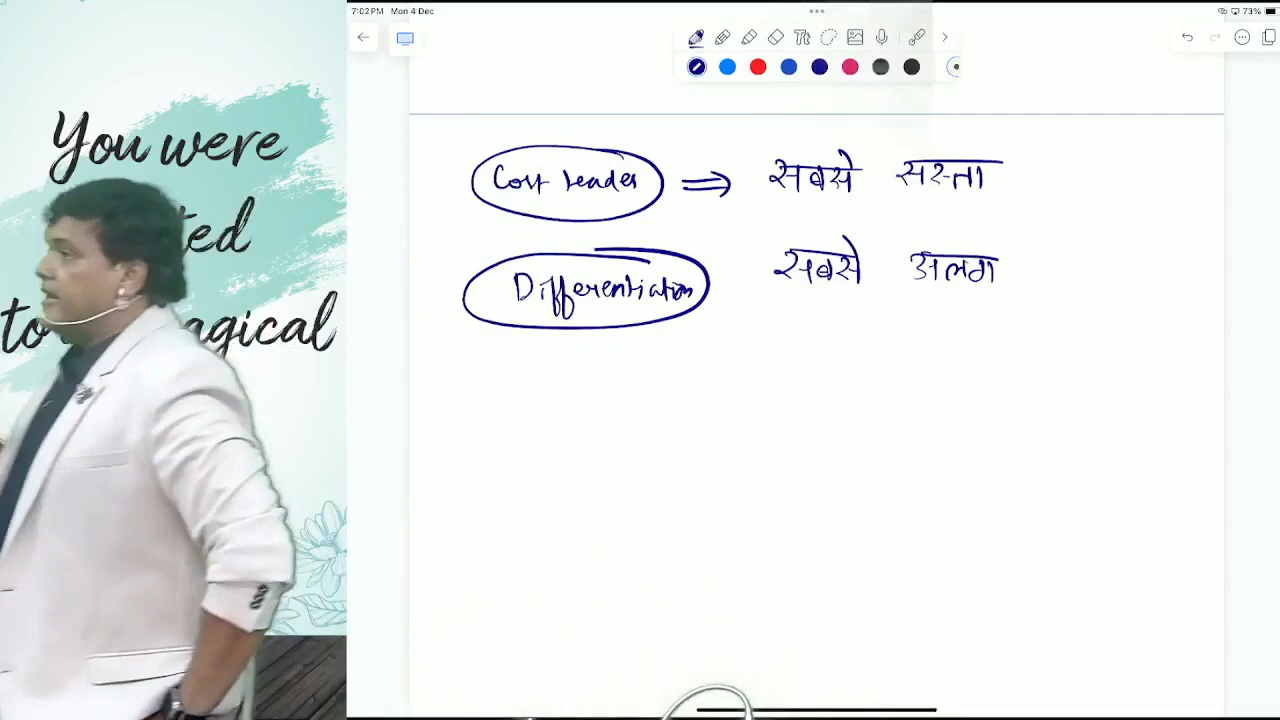 7:02 PM Mon 4 Dec
73%
You were
ted
to agical
Tt
Cost leader ⇒ सबसे सस्ता
Differentiation सबसे अलग